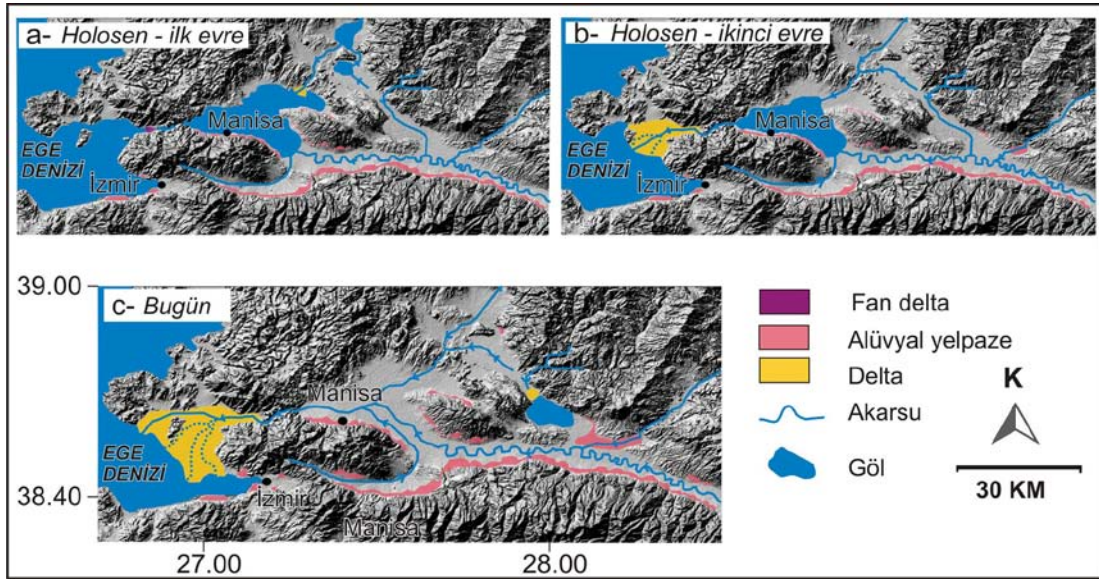 a- Holosen - ilk evre
Manisa
EGE
DENİZİ
İzmir
b- Holosen - ikinci evre
Manisa
EGE
DENİZİ
İzmir
39.00
c- Bugün
Manisa
EGE
DENİZİ
İzmir
38.40
Manisa
27.00
28.00
Fan delta
Alüvyal yelpaze
Delta
Akarsu
Göl
K
30 KM